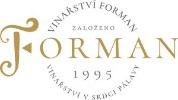 VINAŘSTVÍ FORMAN
ZALOŽENO
FORMAN
1995
VINAŘSTVÍ V SRDCI PÁLAVY